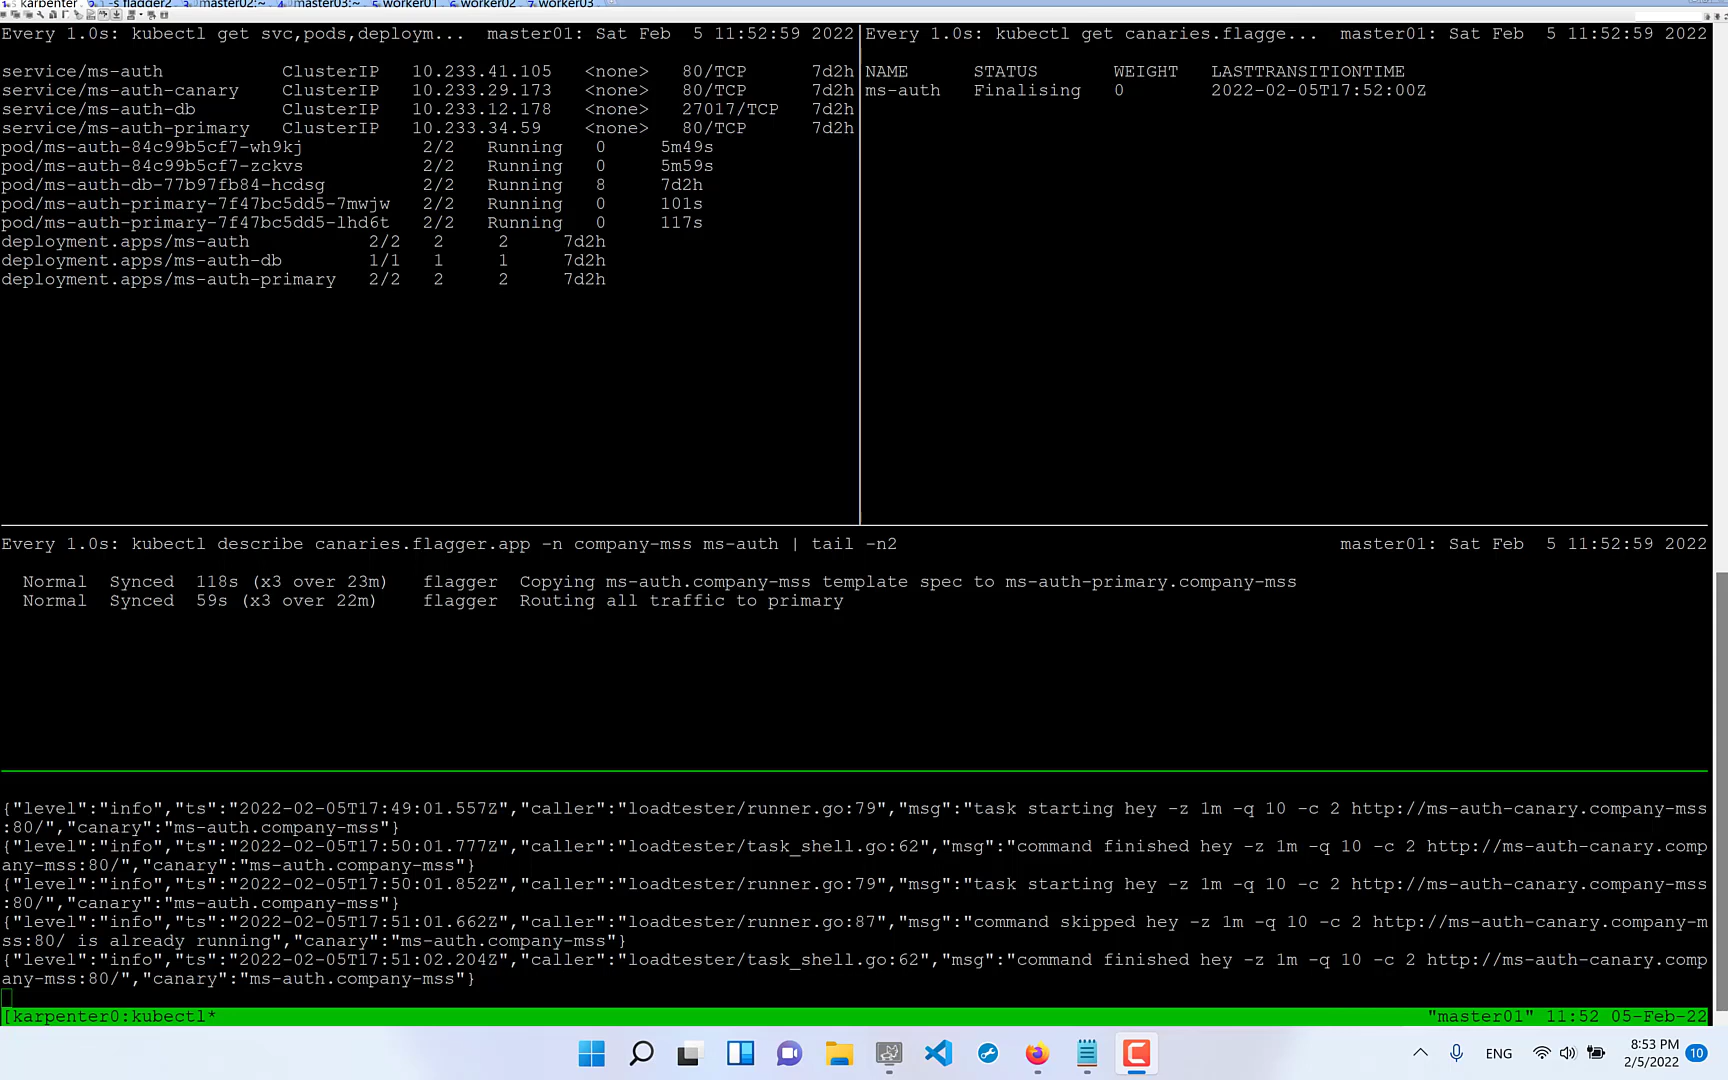 karpenter 2 -s flagger2 3 master02:~ 4 master03:~ 5 worker01 6 worker02 7 worker03
Every 1.0s: kubectl get svc,pods,deploym...  master01: Sat Feb  5 11:52:59 2022
service/ms-auth ClusterIP 10.233.41.105 <none> 80/TCP 7d2h
service/ms-auth-canary ClusterIP 10.233.29.173 <none> 80/TCP 7d2h
service/ms-auth-db ClusterIP 10.233.12.178 <none> 27017/TCP 7d2h
service/ms-auth-primary ClusterIP 10.233.34.59 <none> 80/TCP 7d2h
pod/ms-auth-84c99b5cf7-wh9kj 2/2 Running 0 5m49s
pod/ms-auth-84c99b5cf7-zckvs 2/2 Running 0 5m59s
pod/ms-auth-db-77b97fb84-hcdsg 2/2 Running 8 7d2h
pod/ms-auth-primary-7f47bc5dd5-7mwjw 2/2 Running 0 101s
pod/ms-auth-primary-7f47bc5dd5-lhd6t 2/2 Running 0 117s
deployment.apps/ms-auth 2/2 2 2 7d2h
deployment.apps/ms-auth-db 1/1 1 1 7d2h
deployment.apps/ms-auth-primary 2/2 2 2 7d2h
Every 1.0s: kubectl get canaries.flagge...  master01: Sat Feb  5 11:52:59 2022
NAME STATUS WEIGHT LASTTRANSITIONTIME
ms-auth Finalising 0 2022-02-05T17:52:00Z
Every 1.0s: kubectl describe canaries.flagger.app -n company-mss ms-auth | tail -n2 master01: Sat Feb  5 11:52:59 2022
Normal Synced 118s (x3 over 23m) flagger Copying ms-auth.company-mss template spec to ms-auth-primary.company-mss
Normal Synced 59s (x3 over 22m) flagger Routing all traffic to primary
{"level":"info","ts":"2022-02-05T17:49:01.557Z","caller":"loadtester/runner.go:79","msg":"task starting hey -z 1m -q 10 -c 2 http://ms-auth-canary.company-mss
:80/","canary":"ms-auth.company-mss"}
{"level":"info","ts":"2022-02-05T17:50:01.777Z","caller":"loadtester/task_shell.go:62","msg":"command finished hey -z 1m -q 10 -c 2 http://ms-auth-canary.comp
any-mss:80/","canary":"ms-auth.company-mss"}
{"level":"info","ts":"2022-02-05T17:50:01.852Z","caller":"loadtester/runner.go:79","msg":"task starting hey -z 1m -q 10 -c 2 http://ms-auth-canary.company-mss
:80/","canary":"ms-auth.company-mss"}
{"level":"info","ts":"2022-02-05T17:51:01.662Z","caller":"loadtester/runner.go:87","msg":"command skipped hey -z 1m -q 10 -c 2 http://ms-auth-canary.company-m
ss:80/ is already running","canary":"ms-auth.company-mss"}
{"level":"info","ts":"2022-02-05T17:51:02.204Z","caller":"loadtester/task_shell.go:62","msg":"command finished hey -z 1m -q 10 -c 2 http://ms-auth-canary.comp
any-mss:80/","canary":"ms-auth.company-mss"}
[karpenter0:kubectl* "master01" 11:52 05-Feb-22
ENG
8:53 PM
2/5/2022
10